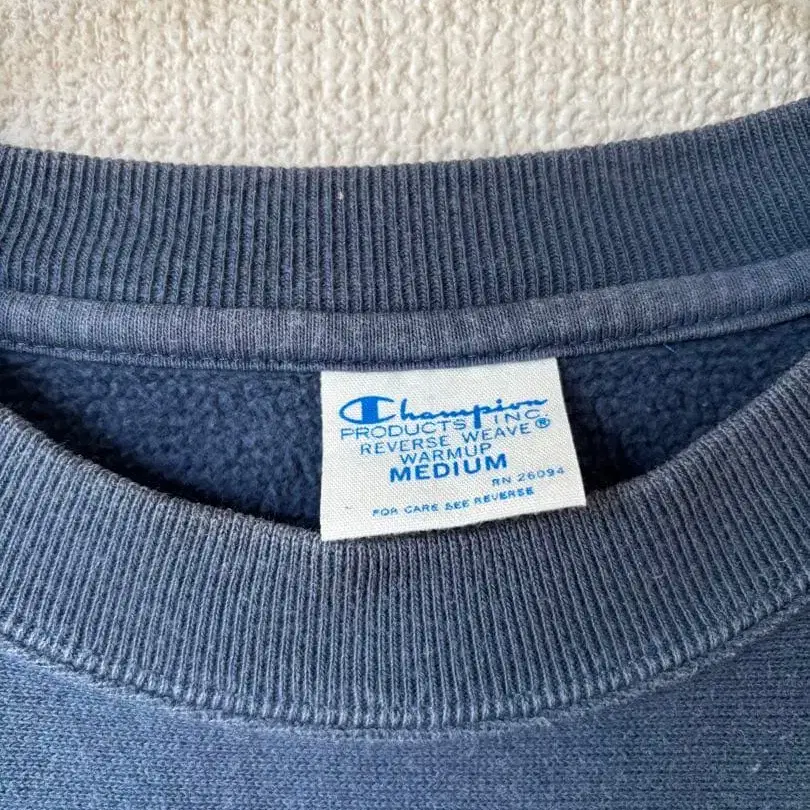 Champion
PRODUCTS INC.
REVERSE WEAVE®
WARMUP
MEDIUM
RN 26094
FOR CARE SEE REVERSE